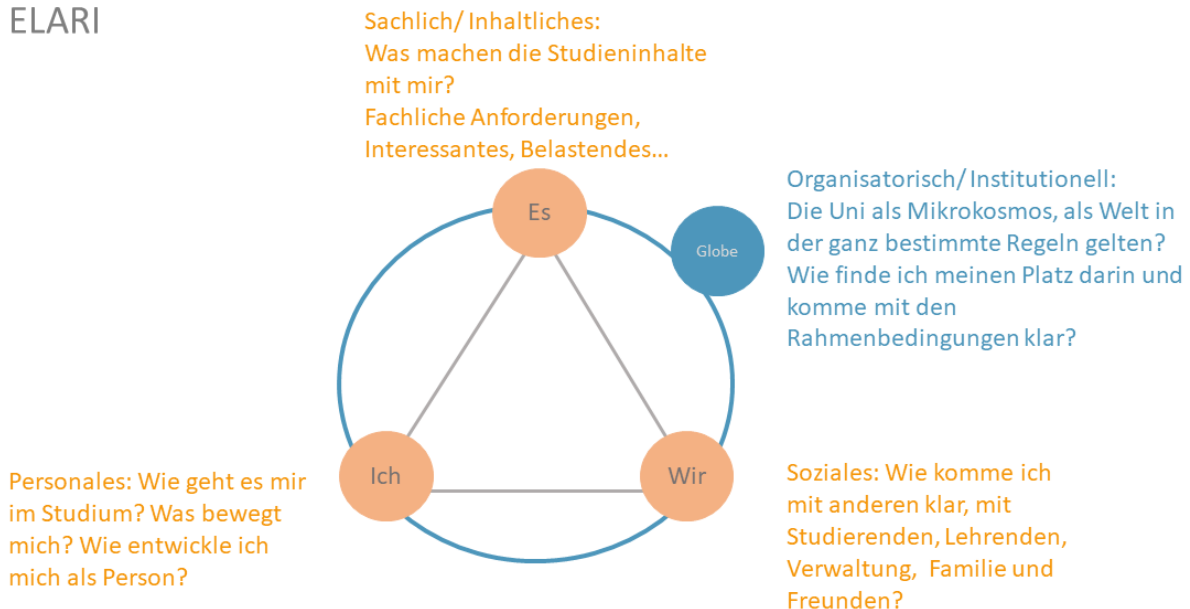 ELARI
Sachlich/ Inhaltliches:
Was machen die Studieninhalte
mit mir?
Fachliche Anforderungen,
Interessantes, Belastendes...
Es
Globe
Organisatorisch/ Institutionell:
Die Uni als Mikrokosmos, als Welt in
der ganz bestimmte Regeln gelten?
Wie finde ich meinen Platz darin und
komme mit den
Rahmenbedingungen klar?
Ich
Wir
Personales: Wie geht es mir
im Studium? Was bewegt
mich? Wie entwickle ich
mich als Person?
Soziales: Wie komme ich
mit anderen klar, mit
Studierenden, Lehrenden,
Verwaltung, Familie und
Freunden?